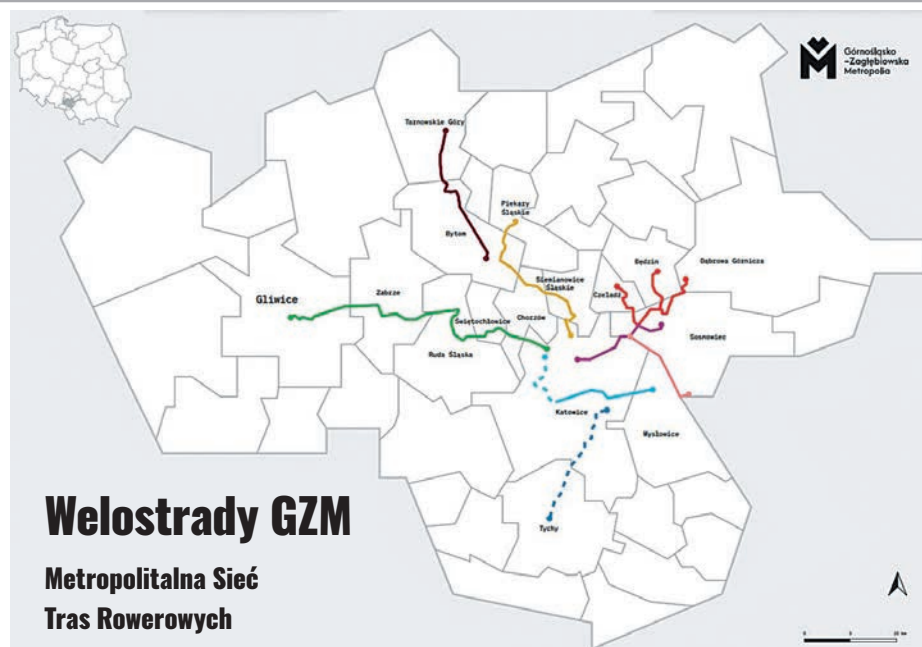 Górnośląsko
-Zagłębiowska
Metropolia
Tarnowskie Góry
Piekary
Śląskie
Bytom
Siemianowice
Śląskie
Będzin
Dąbrowa Górnicza
Czeladź
Gliwice
Zabrze
Świętochłowice
Chorzów
Sosnowiec
Ruda Śląska
Katowice
Mysłowice
Tychy
Welostrady GZM
Metropolitalna Sieć
Tras Rowerowych